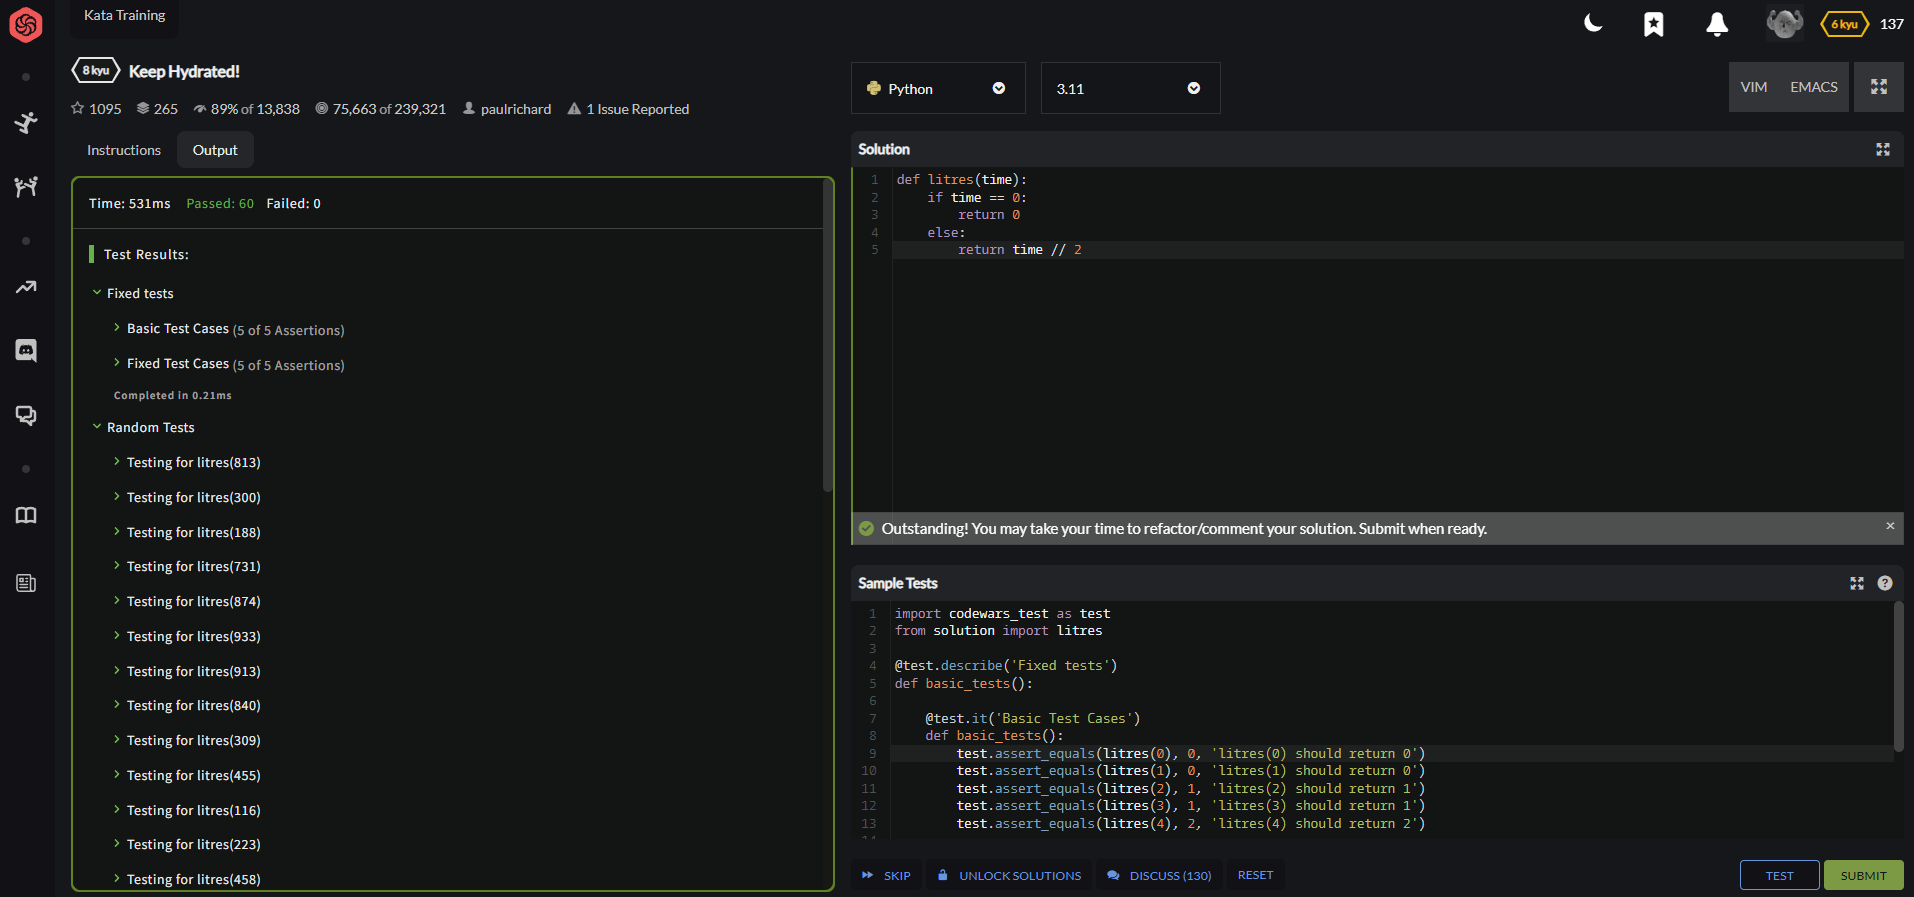 Kata Training
6 kyu 137
8 kyu Keep Hydrated!
1095 265 89% of 13,838 75,663 of 239,321 paulrichard 1 Issue Reported
Instructions Output
Time: 531ms Passed: 60 Failed: 0
Test Results:
Fixed tests
Basic Test Cases (5 of 5 Assertions)
Fixed Test Cases (5 of 5 Assertions)
Completed in 0.21ms
Random Tests
Testing for litres(813)
Testing for litres(300)
Testing for litres(188)
Testing for litres(731)
Testing for litres(874)
Testing for litres(933)
Testing for litres(913)
Testing for litres(840)
Testing for litres(309)
Testing for litres(455)
Testing for litres(116)
Testing for litres(223)
Testing for litres(458)
Python 3.11 VIM EMACS
Solution
1 def litres(time):
2     if time == 0:
3         return 0
4     else:
5         return time // 2
Outstanding! You may take your time to refactor/comment your solution. Submit when ready. ×
Sample Tests ?
1 import codewars_test as test
2 from solution import litres
3
4 @test.describe('Fixed tests')
5 def basic_tests():
6
7     @test.it('Basic Test Cases')
8     def basic_tests():
9         test.assert_equals(litres(0), 0, 'litres(0) should return 0')
10         test.assert_equals(litres(1), 0, 'litres(1) should return 0')
11         test.assert_equals(litres(2), 1, 'litres(2) should return 1')
12         test.assert_equals(litres(3), 1, 'litres(3) should return 1')
13         test.assert_equals(litres(4), 2, 'litres(4) should return 2')
14
SKIP UNLOCK SOLUTIONS DISCUSS (130) RESET TEST SUBMIT